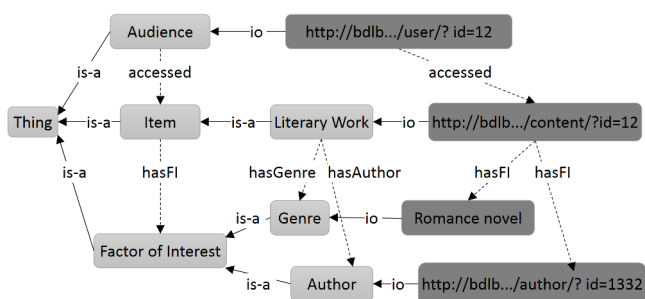 Audience
io
http://bdlb.../user/? id=12
is-a
accessed
accessed
Thing
is-a
Item
is-a
Literary Work
io
http://bdlb.../content/?id=12
is-a
hasFI
hasGenre
hasAuthor
hasFI
hasFI
is-a
Genre
io
Romance novel
Factor of Interest
is-a
Author
io
http://bdlb.../author/? id=1332